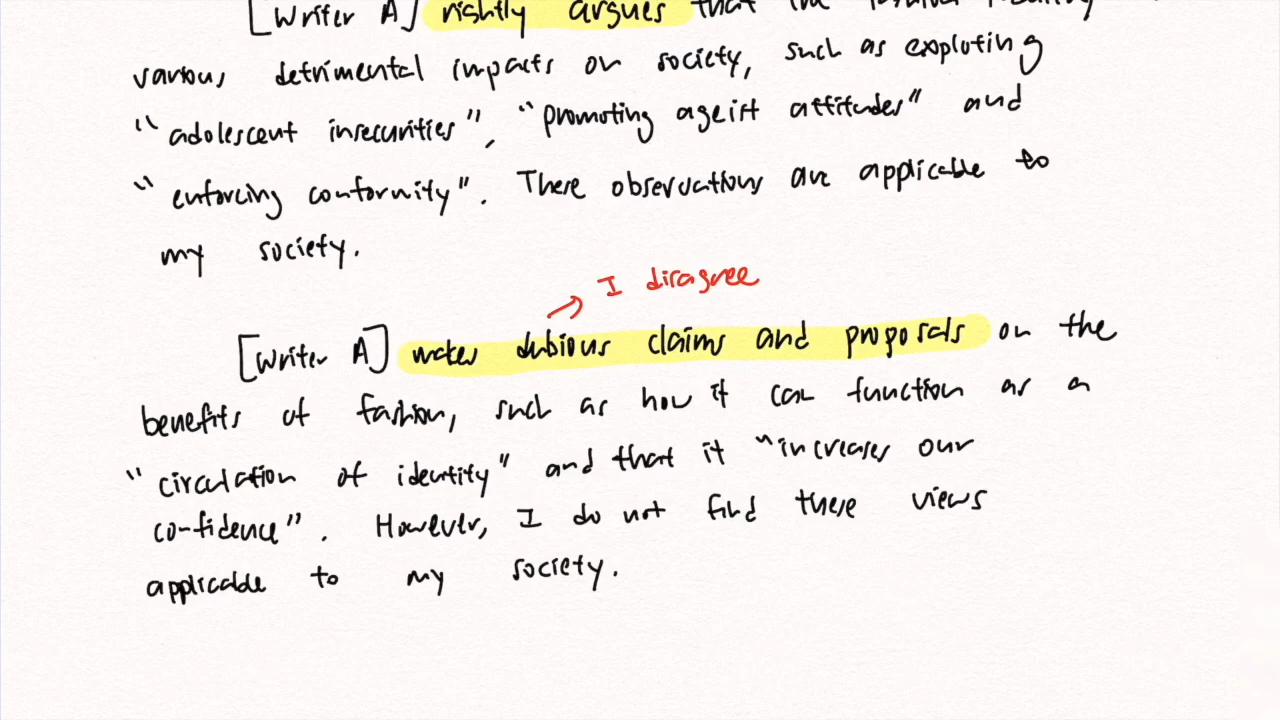 [Writer A] rightly argues that the
various detrimental impacts on society, such as exploting
"adolescent insecurities", "promoting ageist attitudes" and
"enforcing conformity". These observations are applicable to
my society.
I disagree
[Writer A] makes dubious claims and proposals on the
benefits of fashion, such as how it can function as a
"circulation of identity" and that it "increases our
confidence". However, I do not find these views
applicable to my society.